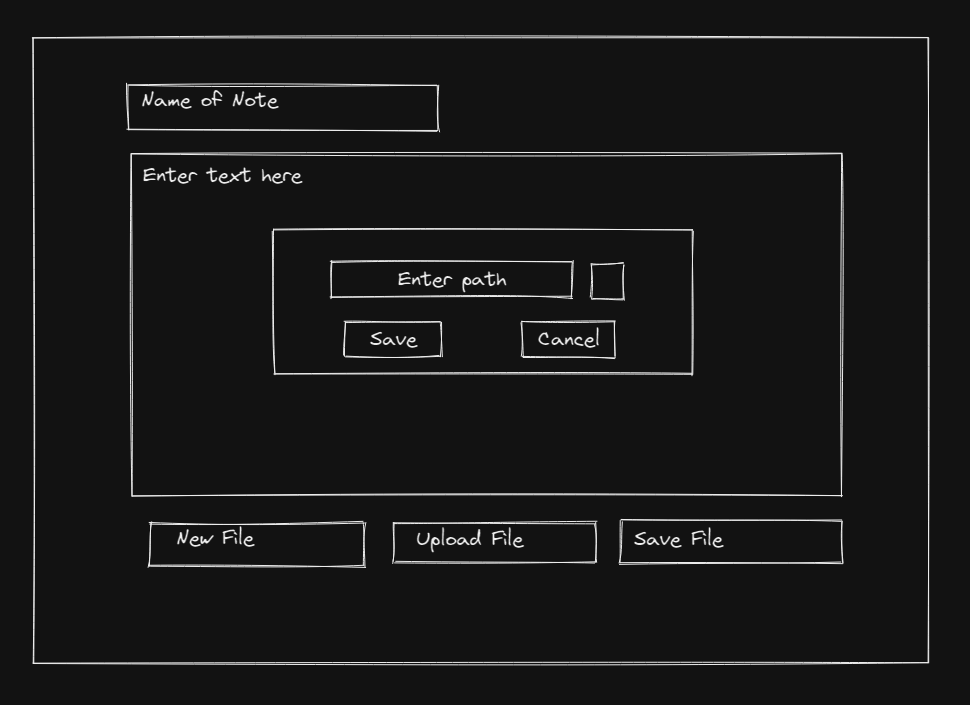 Name of Note
Enter text here
Enter path
Save
Cancel
New File
Upload File
Save File